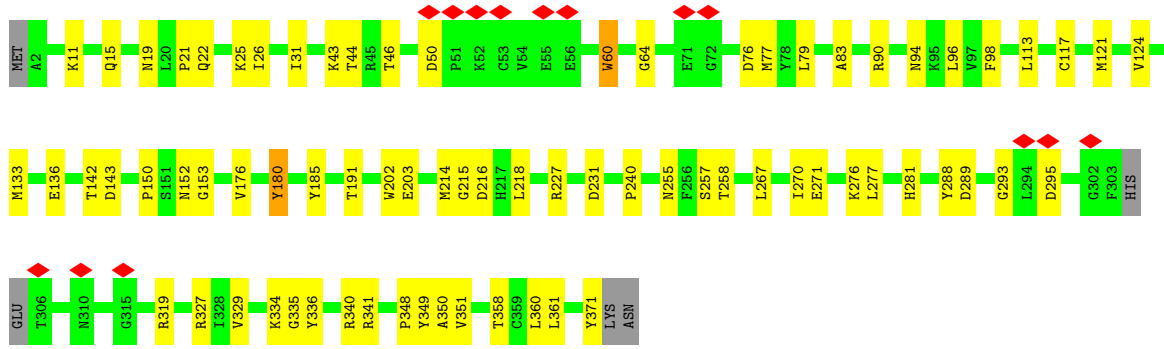 MET A2 K11 Q15 N19 L20 P21 Q22 K25 I26 I31 K43 T44 R45 T46 D50 P51 K52 C53 V54 E55 E56 W60 G64 E71 G72 D76 M77 Y78 L79 A83 R90 N94 K95 L96 V97 F98 L113 C117 M121 V124
M133 E136 T142 D143 P150 S151 N152 G153 V176 Y180 Y185 T191 W202 E203 M214 G215 D216 H217 L218 R227 D231 P240 N255 F256 S257 T258 L267 I270 E271 K276 L277 H281 Y288 D289 G293 L294 D295 G302 F303 HIS
GLU T306 N310 G315 R319 R327 I328 V329 K334 G335 Y336 R340 R341 P348 Y349 A350 V351 T358 C359 L360 L361 Y371 LYS ASN